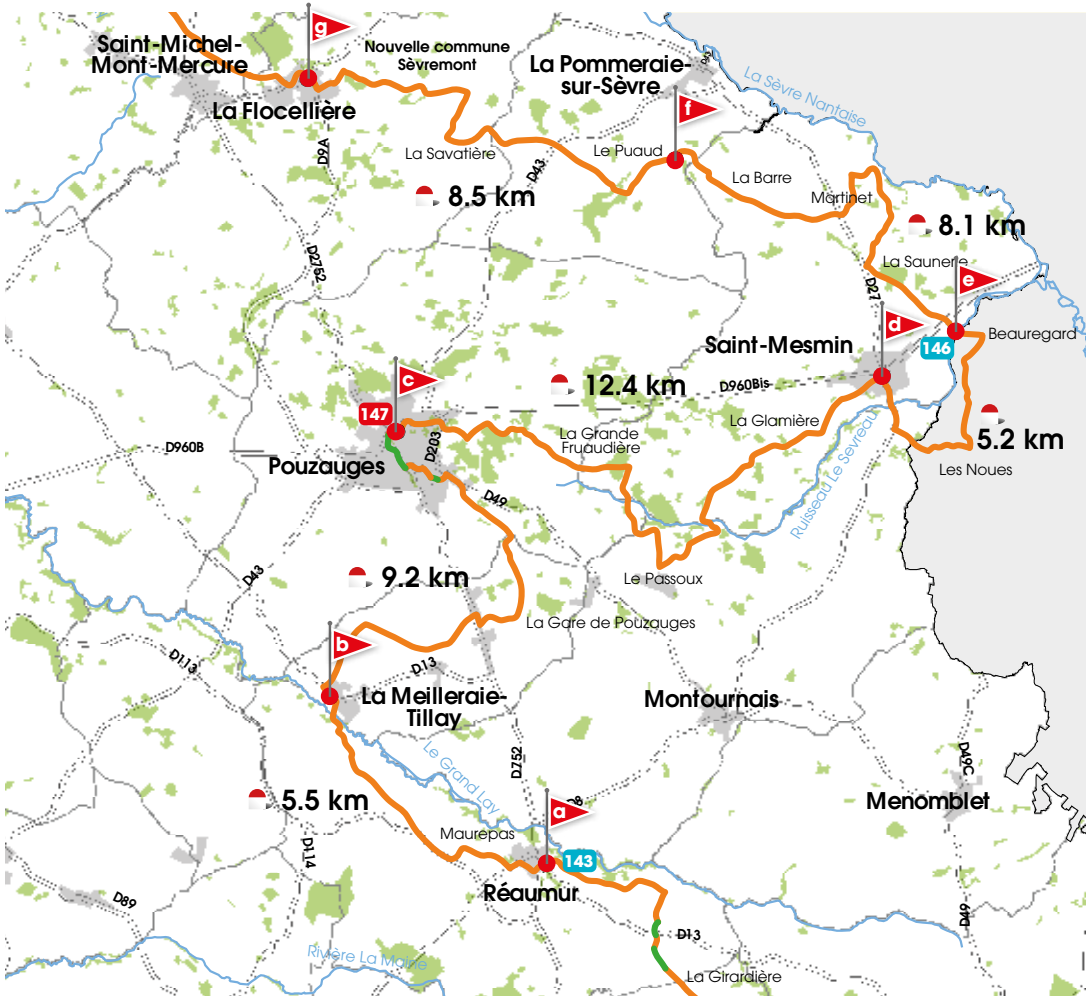 g
Saint-Michel-
Mont-Mercure
Nouvelle commune
Sèvremont
La Pommeraie-
sur-Sèvre
La Sèvre Nantaise
La Flocellière
f
D9A
La Savatière
D43
Le Puaud
La Barre
Martinet
8.5 km
8.1 km
D2752
La Saunerie
D27
e
d
Beauregard
146
Saint-Mesmin
c
12.4 km
D960Bis
147
La Glamière
5.2 km
La Grande
Fruaudière
D203
D960B
Pouzauges
Les Noues
D49
Ruisseau Le Sevreau
D43
9.2 km
Le Passoux
La Gare de Pouzauges
b
D113
D13
La Meilleraie-
Tillay
Montournais
D752
Le Grand Lay
D49C
5.5 km
a
D8
Menomblet
Maurepas
D114
143
Réaumur
D89
D13
D49
Rivière La Maine
La Girardière